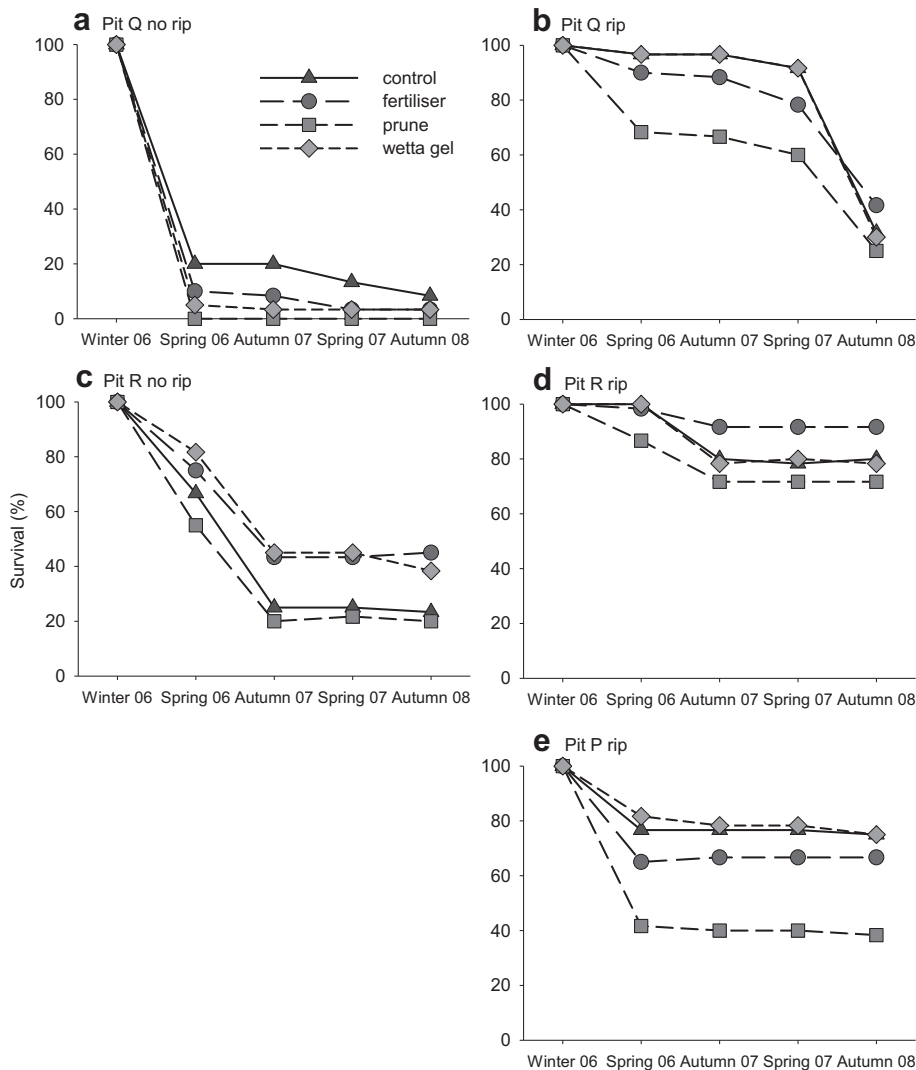 a Pit Q no rip
100
80
60
40
20
0
control
fertiliser
prune
wetta gel
Winter 06 Spring 06 Autumn 07 Spring 07 Autumn 08
b Pit Q rip
100
80
60
40
20
0
Winter 06 Spring 06 Autumn 07 Spring 07 Autumn 08
c Pit R no rip
Survival (%)
100
80
60
40
20
0
Winter 06 Spring 06 Autumn 07 Spring 07 Autumn 08
d Pit R rip
100
80
60
40
20
0
Winter 06 Spring 06 Autumn 07 Spring 07 Autumn 08
e Pit P rip
100
80
60
40
20
0
Winter 06 Spring 06 Autumn 07 Spring 07 Autumn 08